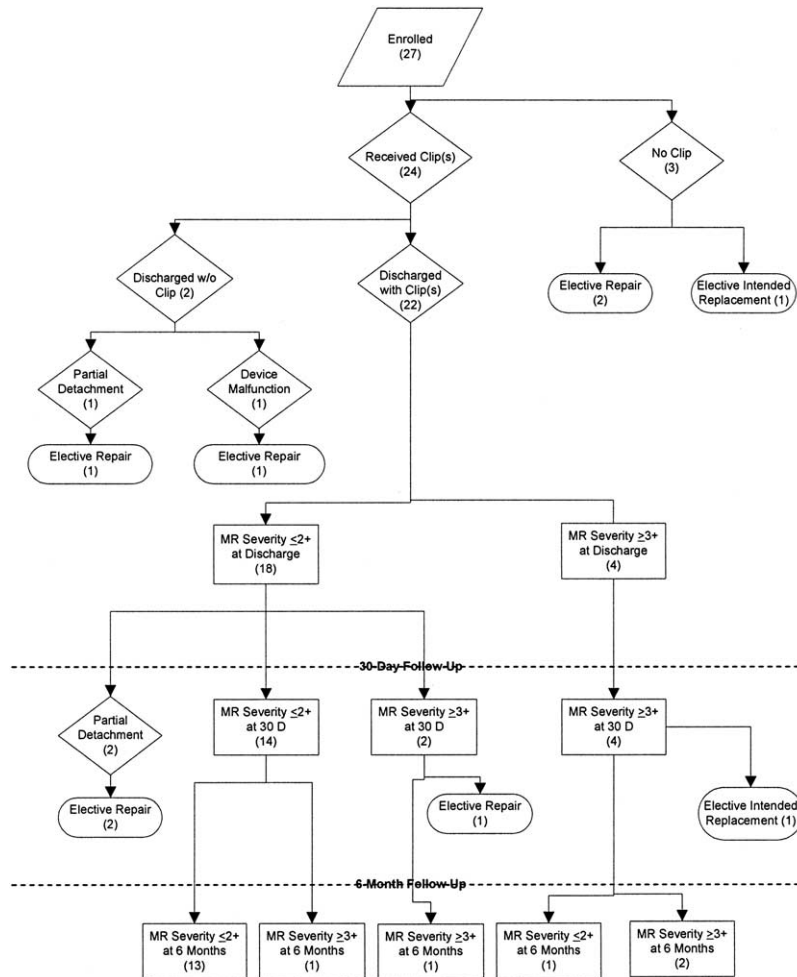 Enrolled
(27)
Received Clip(s)
(24)
No Clip
(3)
Discharged w/o
Clip (2)
Discharged
with Clip(s)
(22)
Elective Repair
(2)
Elective Intended
Replacement (1)
Partial
Detachment
(1)
Device
Malfunction
(1)
Elective Repair
(1)
Elective Repair
(1)
MR Severity ≤2+
at Discharge
(18)
MR Severity ≥3+
at Discharge
(4)
30-Day Follow-Up
Partial
Detachment
(2)
MR Severity ≤2+
at 30 D
(14)
MR Severity ≥3+
at 30 D
(2)
MR Severity ≥3+
at 30 D
(4)
Elective Repair
(2)
Elective Repair
(1)
Elective Intended
Replacement (1)
6-Month Follow-Up
MR Severity ≤2+
at 6 Months
(13)
MR Severity ≥3+
at 6 Months
(1)
MR Severity ≥3+
at 6 Months
(1)
MR Severity ≤2+
at 6 Months
(1)
MR Severity ≥3+
at 6 Months
(2)